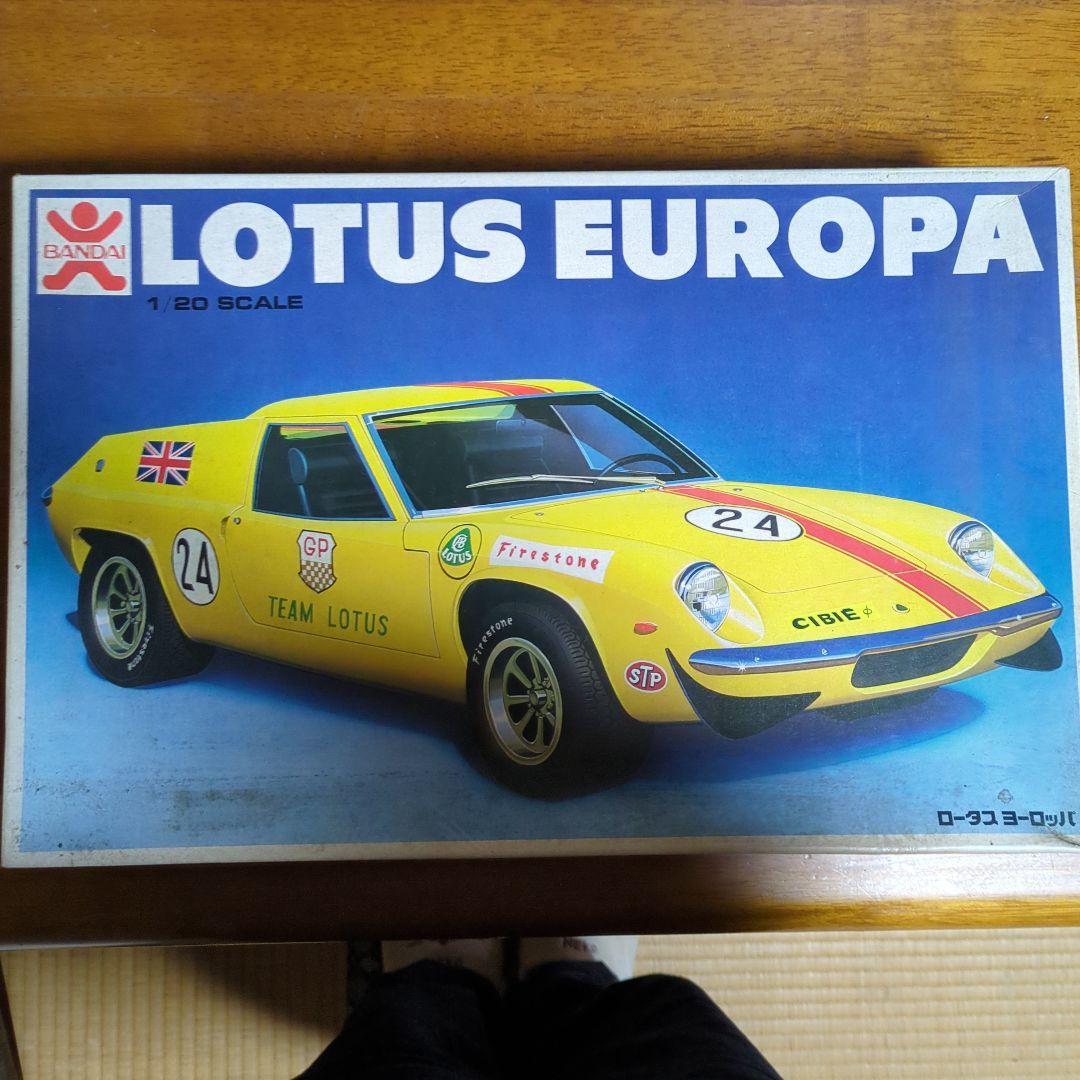 BANDAI
LOTUS EUROPA
1/20 SCALE
24
GP
TEAM LOTUS
LOTUS
Firestone
24
CIBIE
STP
Firestone
Firestone
ロータス ヨーロッパ